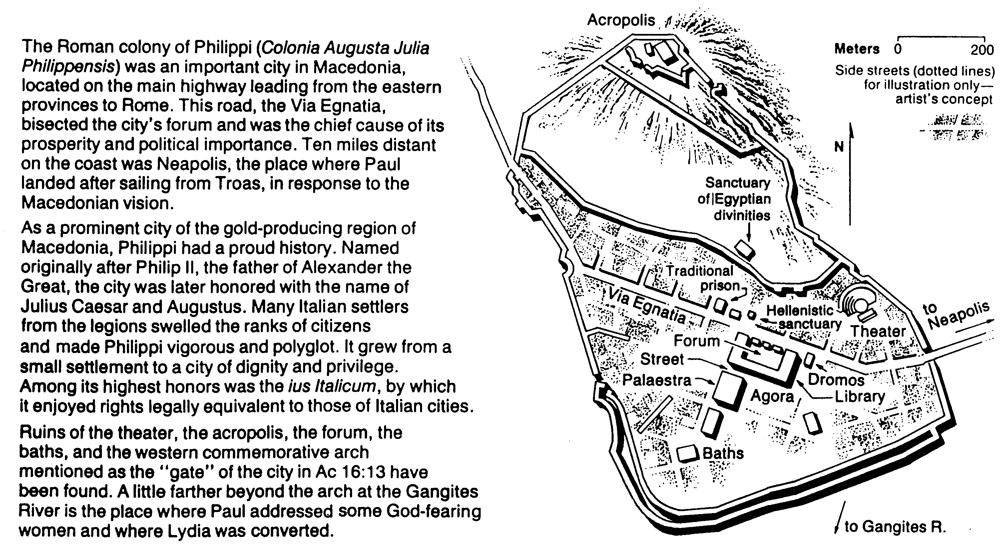 The Roman colony of Philippi (Colonia Augusta Julia
Philippensis) was an important city in Macedonia,
located on the main highway leading from the eastern
provinces to Rome. This road, the Via Egnatia,
bisected the city's forum and was the chief cause of its
prosperity and political importance. Ten miles distant
on the coast was Neapolis, the place where Paul
landed after sailing from Troas, in response to the
Macedonian vision.
As a prominent city of the gold-producing region of
Macedonia, Philippi had a proud history. Named
originally after Philip II, the father of Alexander the
Great, the city was later honored with the name of
Julius Caesar and Augustus. Many Italian settlers
from the legions swelled the ranks of citizens
and made Philippi vigorous and polyglot. It grew from a
small settlement to a city of dignity and privilege.
Among its highest honors was the ius Italicum, by which
it enjoyed rights legally equivalent to those of Italian cities.
Ruins of the theater, the acropolis, the forum, the
baths, and the western commemorative arch
mentioned as the "gate" of the city in Ac 16:13 have
been found. A little farther beyond the arch at the Gangites
River is the place where Paul addressed some God-fearing
women and where Lydia was converted.
Acropolis
Meters 0 200
Side streets (dotted lines)
for illustration only—
artist's concept
N
Sanctuary
of Egyptian
divinities
Traditional
prison
Via Egnatia
Hellenistic
sanctuary
Theater
to
Neapolis
Forum
Street
Palaestra
Dromos
Agora
Library
Baths
to Gangites R.